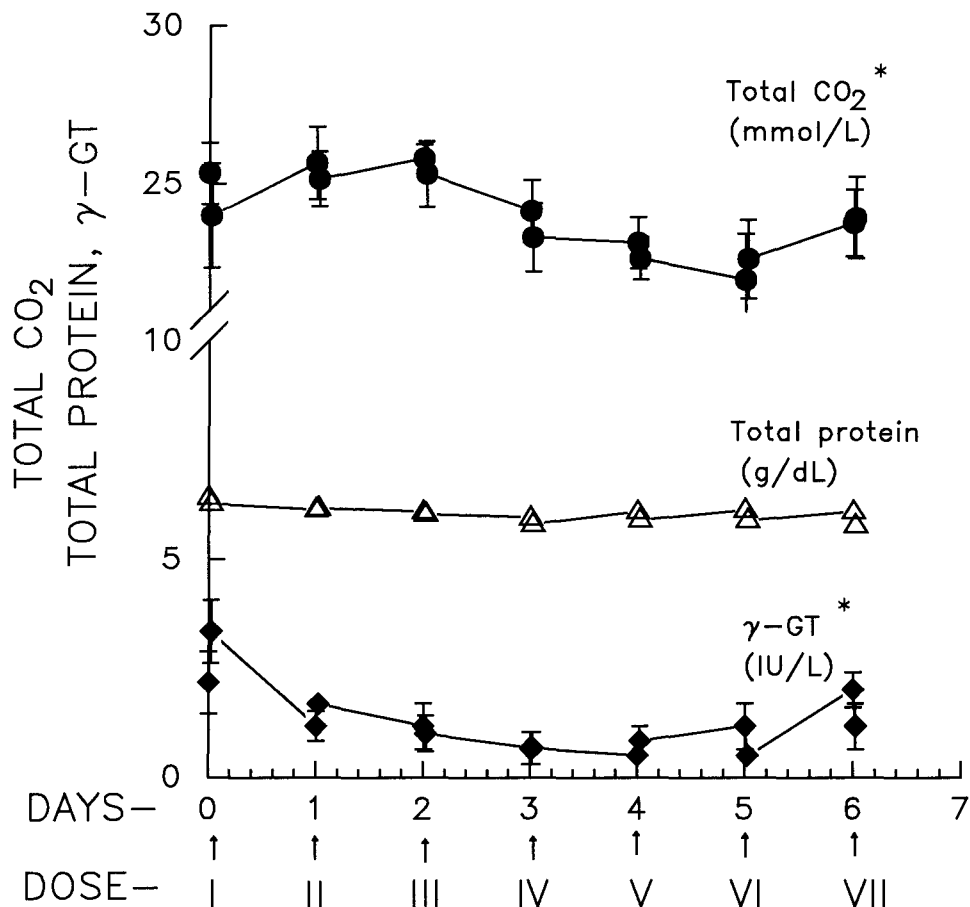 TOTAL CO2
TOTAL PROTEIN, γ-GT
30
25
10
5
0
Total CO2 *
(mmol/L)
Total protein
(g/dL)
γ-GT *
(IU/L)
DAYS- 0 1 2 3 4 5 6 7
DOSE- I II III IV V VI VII